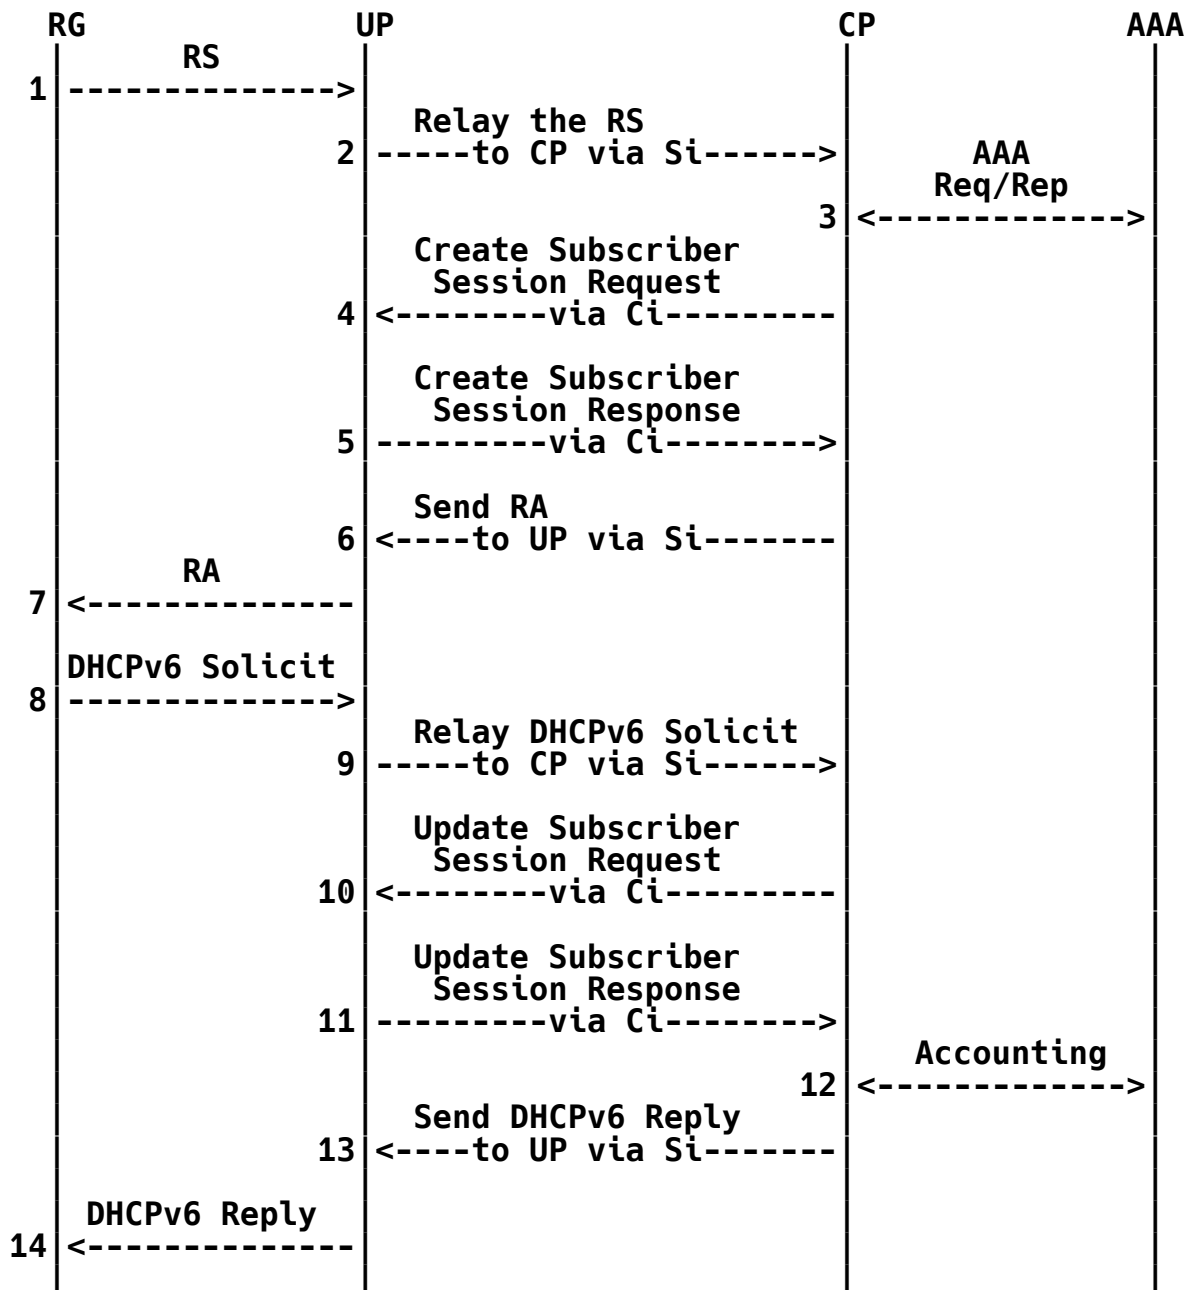 RG UP CP AAA
RS
1 -------------->
Relay the RS
2 -----to CP via Si------> AAA
Req/Rep
3 <------------->
Create Subscriber
Session Request
4 <--------via Ci---------
Create Subscriber
Session Response
5 ---------via Ci-------->
Send RA
6 <----to UP via Si-------
RA
7 <--------------
DHCPv6 Solicit
8 -------------->
Relay DHCPv6 Solicit
9 -----to CP via Si------>
Update Subscriber
Session Request
10 <--------via Ci---------
Update Subscriber
Session Response
11 ---------via Ci-------->
Accounting
12 <------------->
Send DHCPv6 Reply
13 <----to UP via Si-------
DHCPv6 Reply
14 <--------------